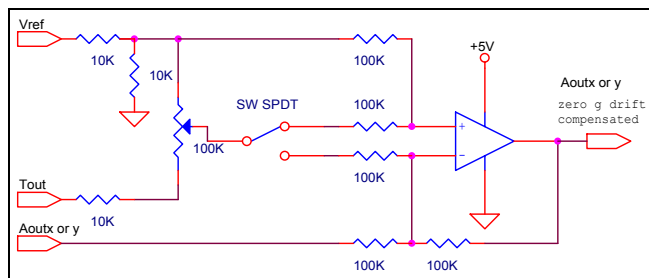 Vref
10K
10K
100K
+5V
Aoutx or y
zero g drift
compensated
SW SPDT
100K
+
100K
100K
−
Tout
10K
Aoutx or y
100K
100K